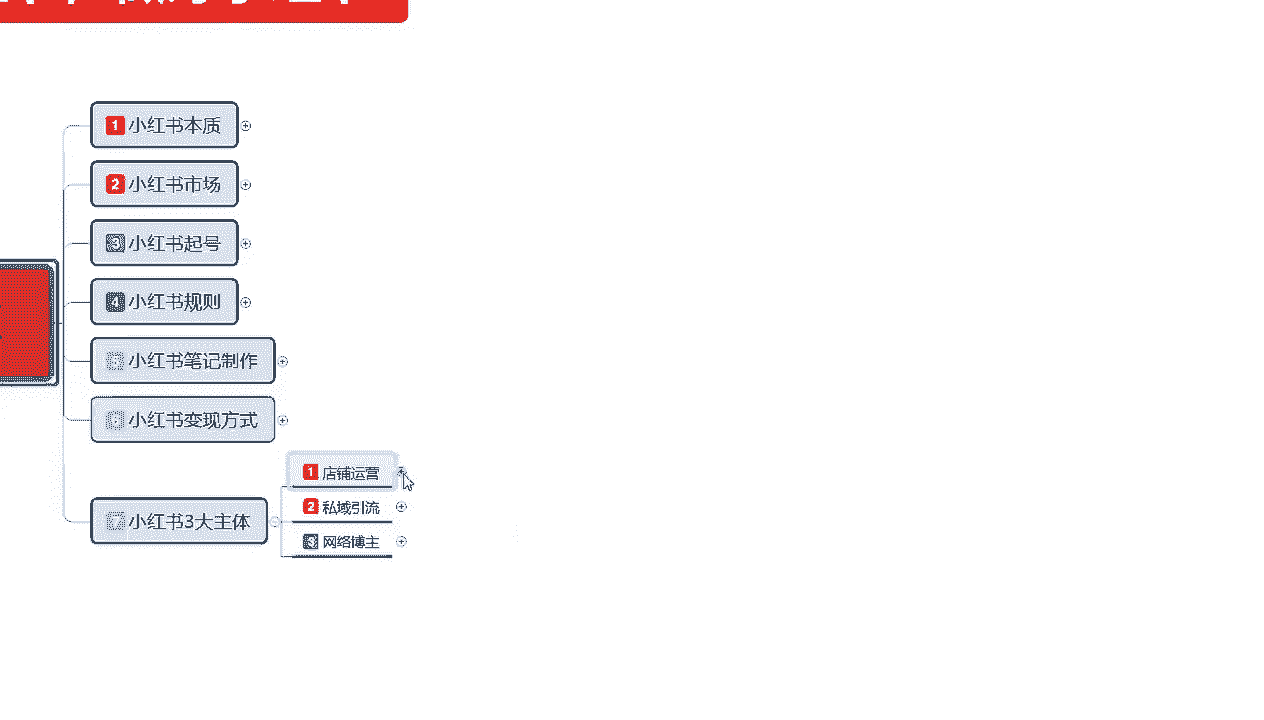 1 小红书本质
2 小红书市场
3 小红书起号
4 小红书规则
小红书笔记制作
小红书变现方式
7 小红书3大主体
1 店铺运营
2 私域引流
3 网络博主